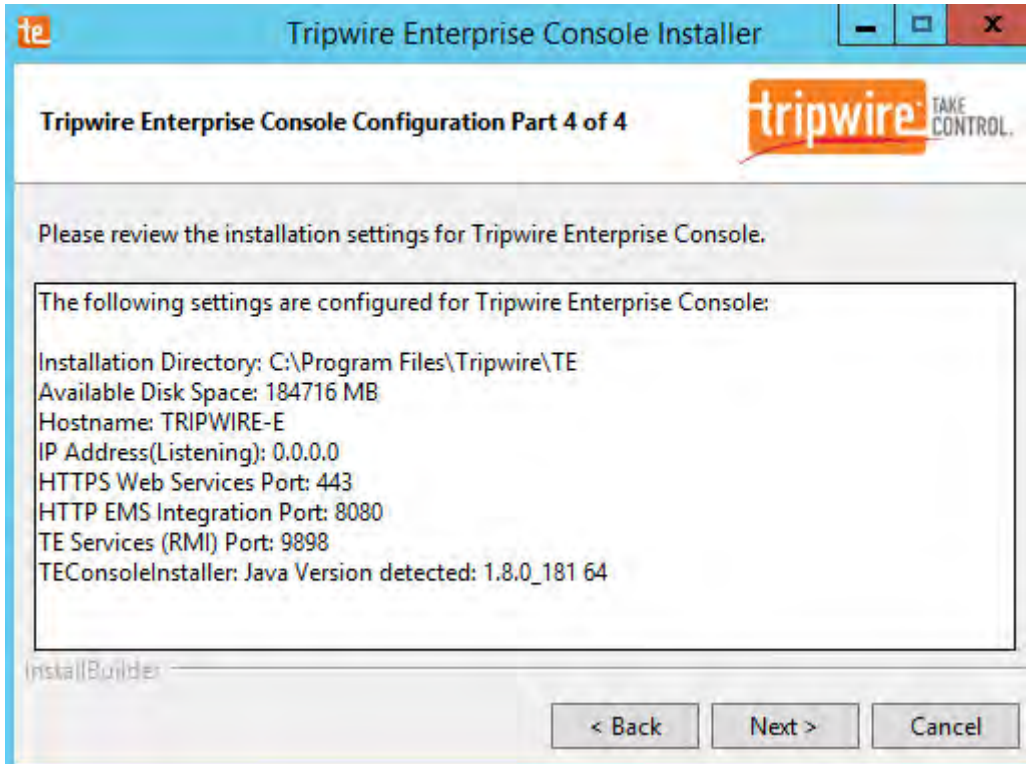 te
Tripwire Enterprise Console Installer
Tripwire Enterprise Console Configuration Part 4 of 4
tripwire TAKE CONTROL.
Please review the installation settings for Tripwire Enterprise Console.
The following settings are configured for Tripwire Enterprise Console:
Installation Directory: C:\Program Files\Tripwire\TE
Available Disk Space: 184716 MB
Hostname: TRIPWIRE-E
IP Address(Listening): 0.0.0.0
HTTPS Web Services Port: 443
HTTP EMS Integration Port: 8080
TE Services (RMI) Port: 9898
TEConsoleInstaller: Java Version detected: 1.8.0_181 64
InstallBuilder
< Back Next > Cancel